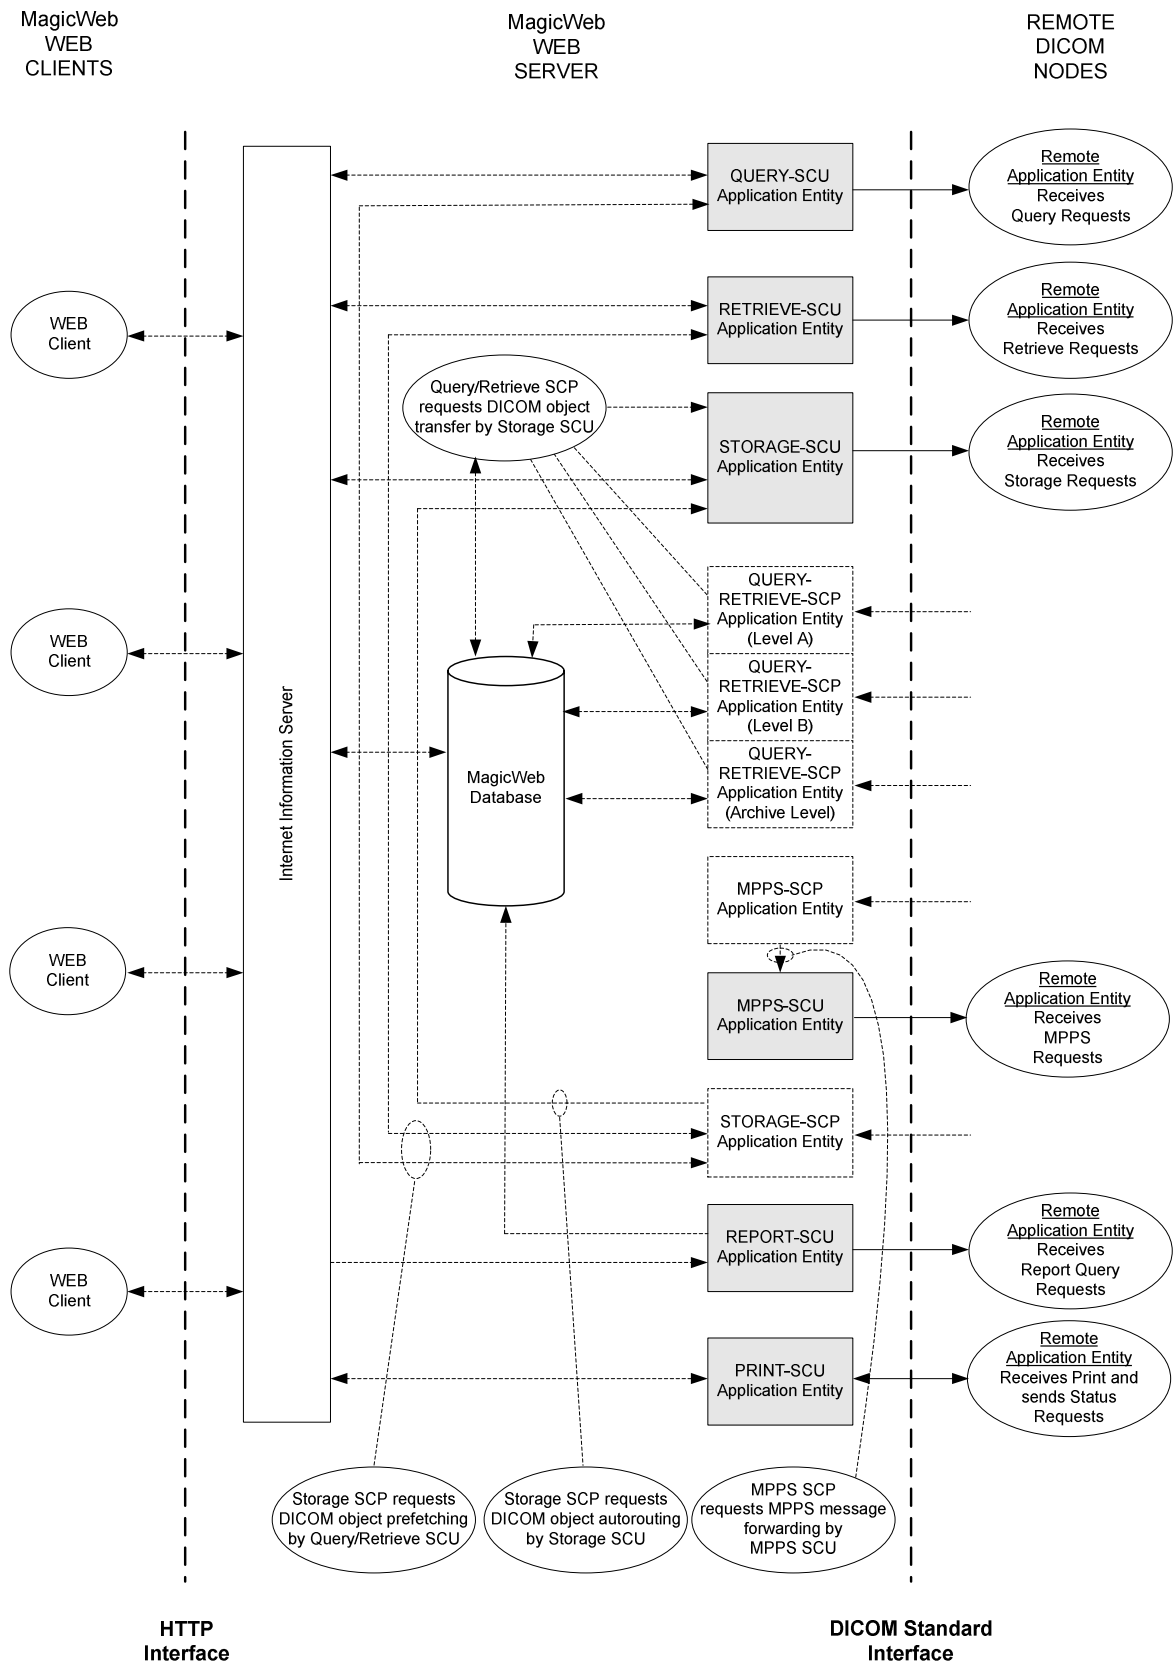 MagicWeb
WEB
CLIENTS
MagicWeb
WEB
SERVER
REMOTE
DICOM
NODES
QUERY-SCU
Application Entity
Remote
Application Entity
Receives
Query Requests
WEB
Client
RETRIEVE-SCU
Application Entity
Remote
Application Entity
Receives
Retrieve Requests
Query/Retrieve SCP
requests DICOM object
transfer by Storage SCU
STORAGE-SCU
Application Entity
Remote
Application Entity
Receives
Storage Requests
WEB
Client
QUERY-
RETRIEVE-SCP
Application Entity
(Level A)
QUERY-
RETRIEVE-SCP
Application Entity
(Level B)
QUERY-
RETRIEVE-SCP
Application Entity
(Archive Level)
Internet Information Server
MagicWeb
Database
MPPS-SCP
Application Entity
WEB
Client
MPPS-SCU
Application Entity
Remote
Application Entity
Receives
MPPS
Requests
STORAGE-SCP
Application Entity
REPORT-SCU
Application Entity
Remote
Application Entity
Receives
Report Query
Requests
WEB
Client
PRINT-SCU
Application Entity
Remote
Application Entity
Receives Print and
sends Status
Requests
Storage SCP requests
DICOM object prefetching
by Query/Retrieve SCU
Storage SCP requests
DICOM object autorouting
by Storage SCU
MPPS SCP
requests MPPS message
forwarding by
MPPS SCU
HTTP
Interface
DICOM Standard
Interface